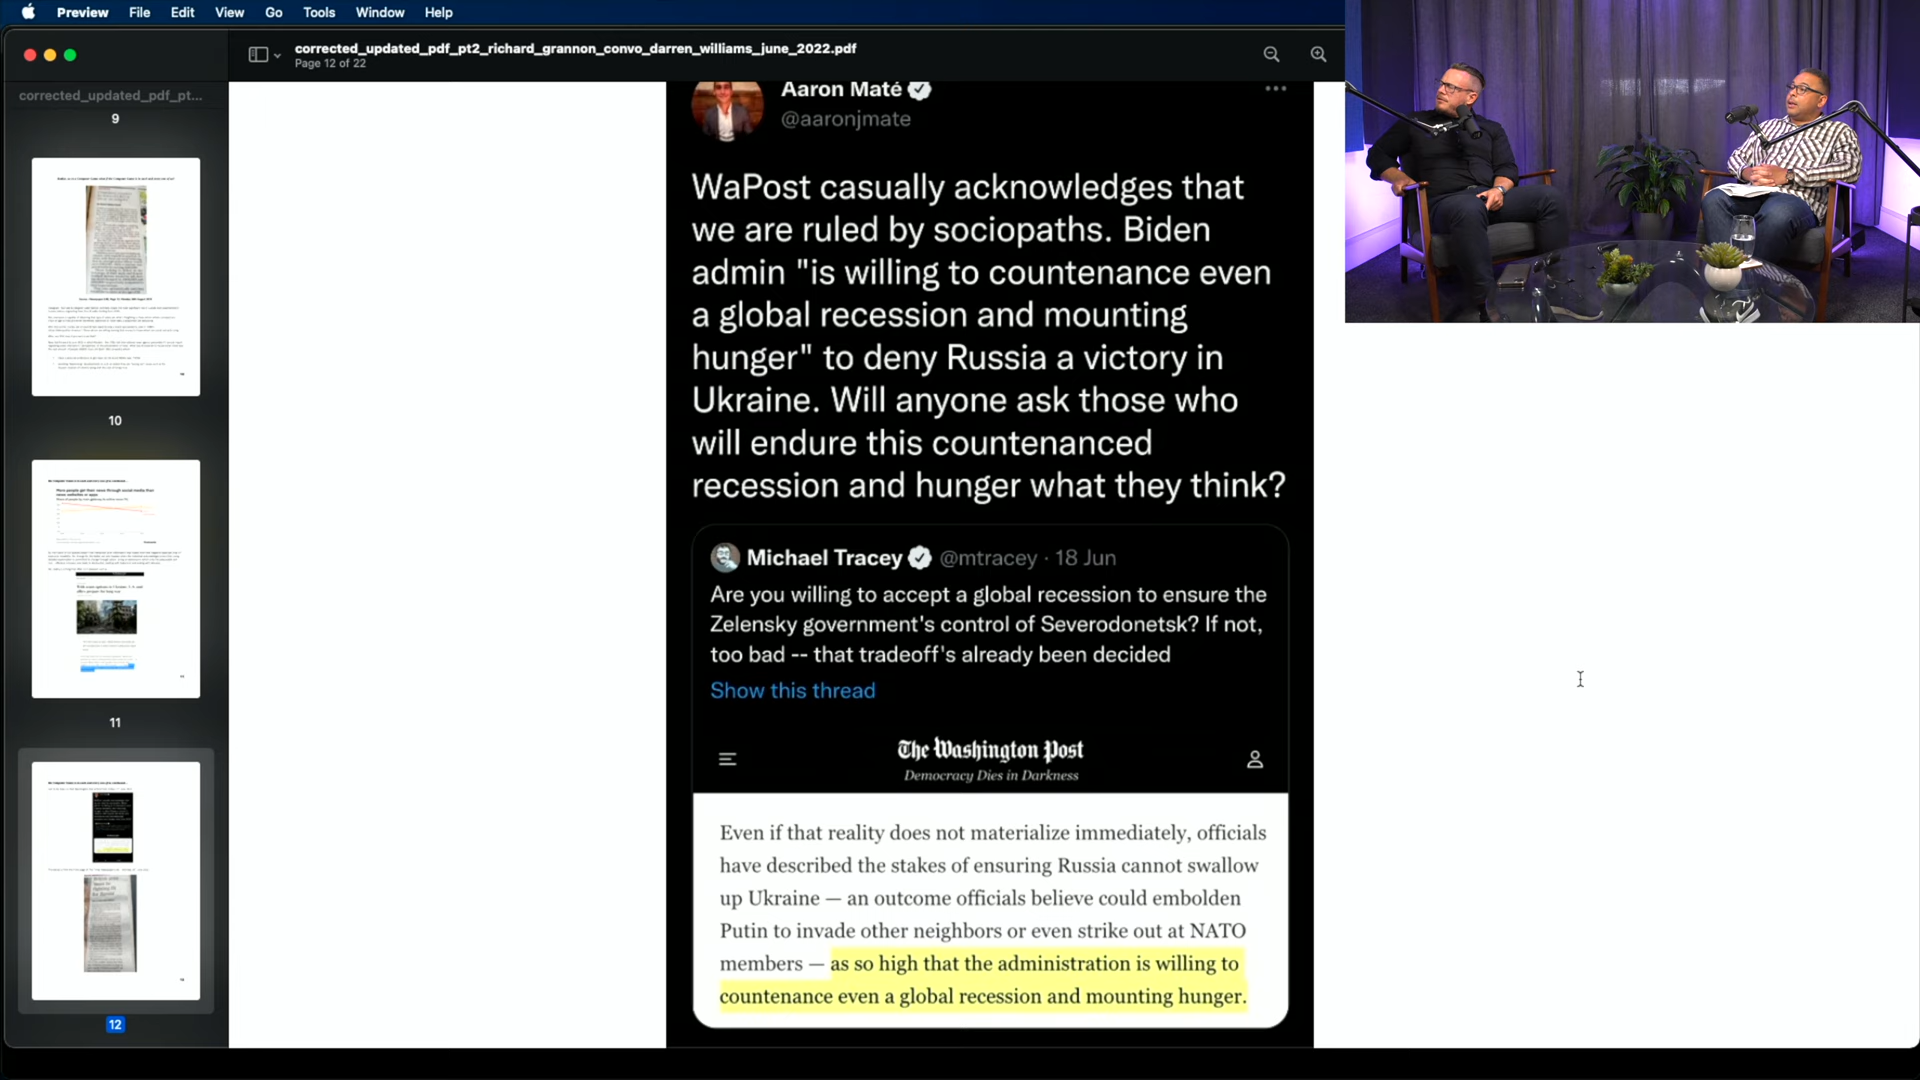 Preview File Edit View Go Tools Window Help
corrected_updated_pdf_pt2_richard_grannon_convo_darren_williams_june_2022.pdf
Page 12 of 22
corrected_updated_pdf_pt...
9
10
11
12
Aaron Maté
@aaronjmate
WaPost casually acknowledges that
we are ruled by sociopaths. Biden
admin "is willing to countenance even
a global recession and mounting
hunger" to deny Russia a victory in
Ukraine. Will anyone ask those who
will endure this countenanced
recession and hunger what they think?
Michael Tracey @mtracey · 18 Jun
Are you willing to accept a global recession to ensure the
Zelensky government's control of Severodonetsk? If not,
too bad -- that tradeoff's already been decided
Show this thread
The Washington Post
Democracy Dies in Darkness
Even if that reality does not materialize immediately, officials
have described the stakes of ensuring Russia cannot swallow
up Ukraine — an outcome officials believe could embolden
Putin to invade other neighbors or even strike out at NATO
members — as so high that the administration is willing to
countenance even a global recession and mounting hunger.